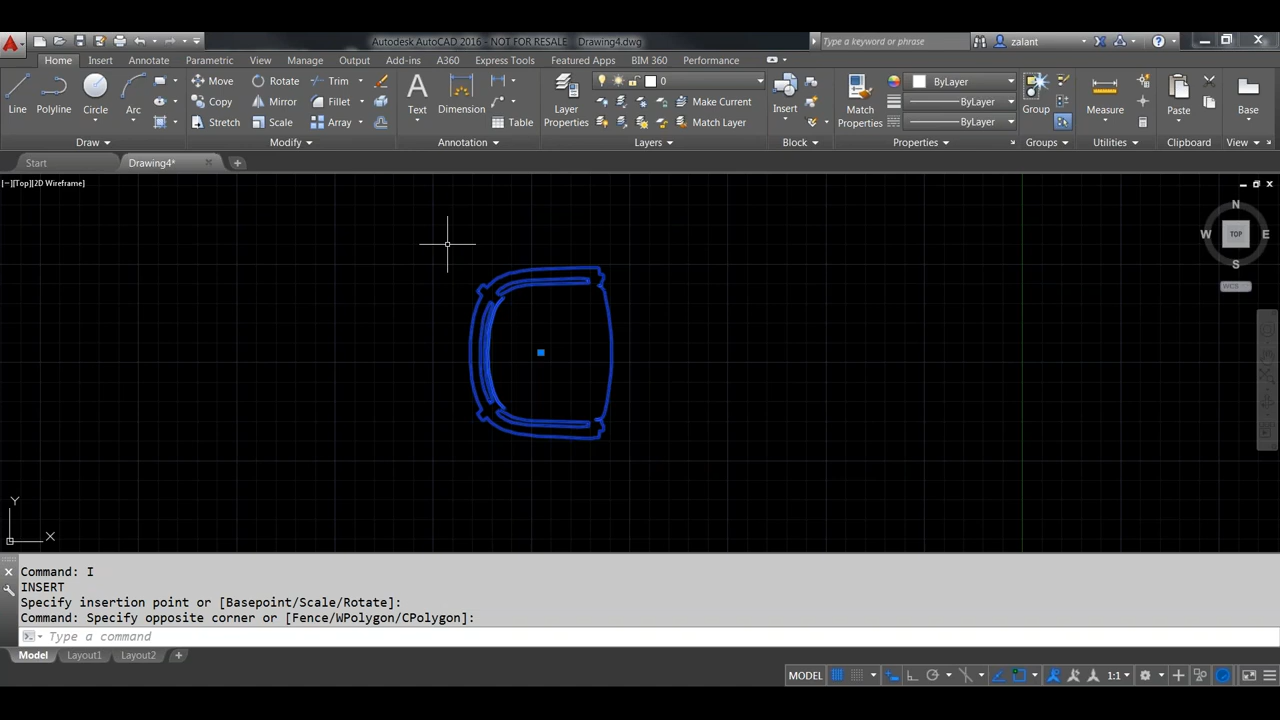 Autodesk AutoCAD 2016 - NOT FOR RESALE Drawing4.dwg
Type a keyword or phrase
zalant
Home Insert Annotate Parametric View Manage Output Add-ins A360 Express Tools Featured Apps BIM 360 Performance
Line Polyline Circle Arc
Move Rotate Trim
Copy Mirror Fillet
Stretch Scale Array
Text Dimension Table
Layer Properties
0
Make Current
Match Layer
Insert
Match Properties
ByLayer
ByLayer
ByLayer
Group Measure Paste Base
Draw Modify Annotation Layers Block Properties Groups Utilities Clipboard View
Start Drawing4*
[−][Top][2D Wireframe]
N
W TOP E
S
WCS
Y
X
Command: I
INSERT
Specify insertion point or [Basepoint/Scale/Rotate]:
Command: Specify opposite corner or [Fence/WPolygon/CPolygon]:
Type a command
Model Layout1 Layout2
MODEL 1:1